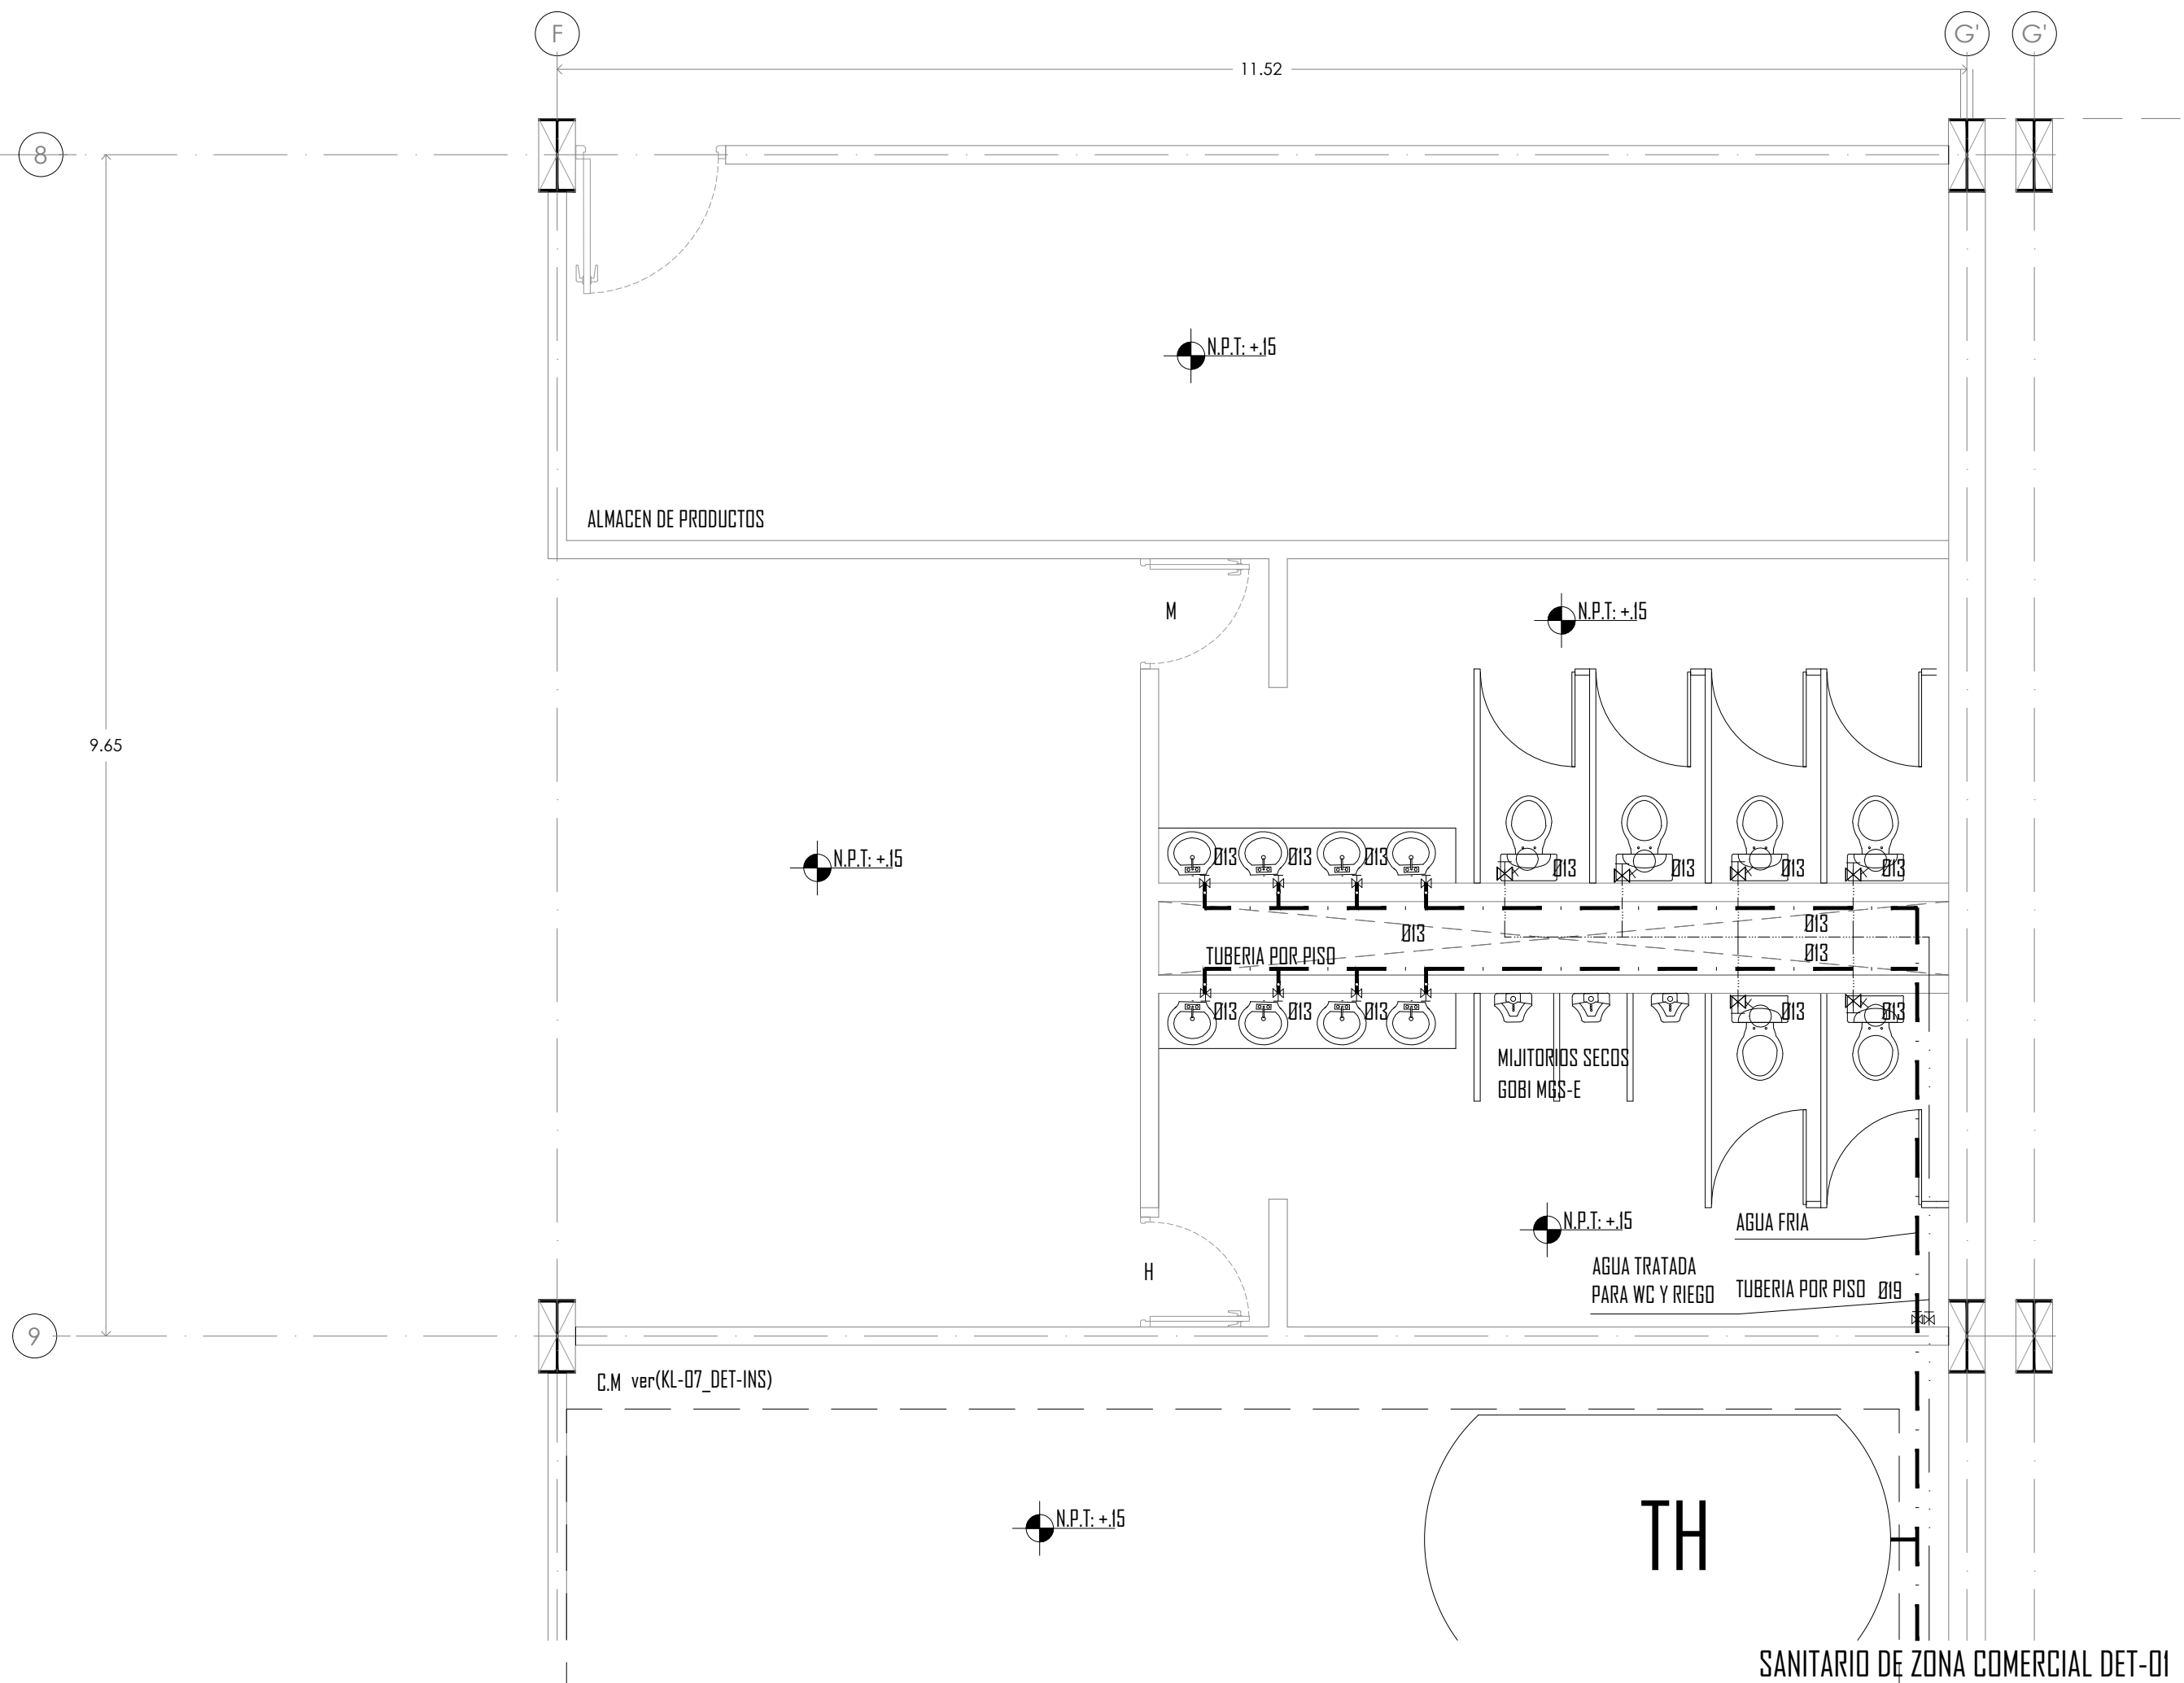 F
G'
G'
11.52
8
N.P.T: +.15
ALMACEN DE PRODUCTOS
M
N.P.T: +.15
9.65
N.P.T: +.15
Ø13
Ø13
Ø13
Ø13
Ø13
Ø13
Ø13
Ø13
Ø13
TUBERIA POR PISO
Ø13
Ø13
Ø13
Ø13
Ø13
Ø13
MIJITORIOS SECOS
GOBI MGS-E
N.P.T: +.15
AGUA FRIA
AGUA TRATADA
PARA WC Y RIEGO
TUBERIA POR PISO Ø19
H
9
C.M ver(KL-07_DET-INS)
N.P.T: +.15
TH
SANITARIO DE ZONA COMERCIAL DET-01